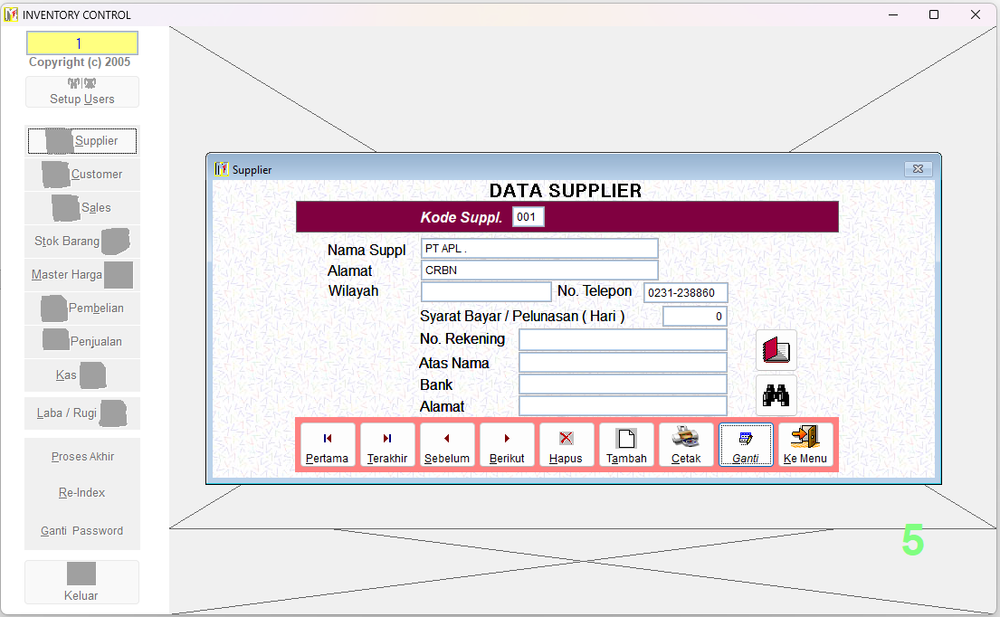 INVENTORY CONTROL
1
Copyright (c) 2005
Setup Users
Supplier
Customer
Sales
Stok Barang
Master Harga
Pembelian
Penjualan
Kas
Laba / Rugi
Proses Akhir
Re-Index
Ganti Password
Keluar
Supplier
DATA SUPPLIER
Kode Suppl. 001
Nama Suppl PT APL .
Alamat CRBN
Wilayah No. Telepon 0231-238860
Syarat Bayar / Pelunasan ( Hari ) 0
No. Rekening
Atas Nama
Bank
Alamat
Pertama Terakhir Sebelum Berikut Hapus Tambah Cetak Ganti Ke Menu
5